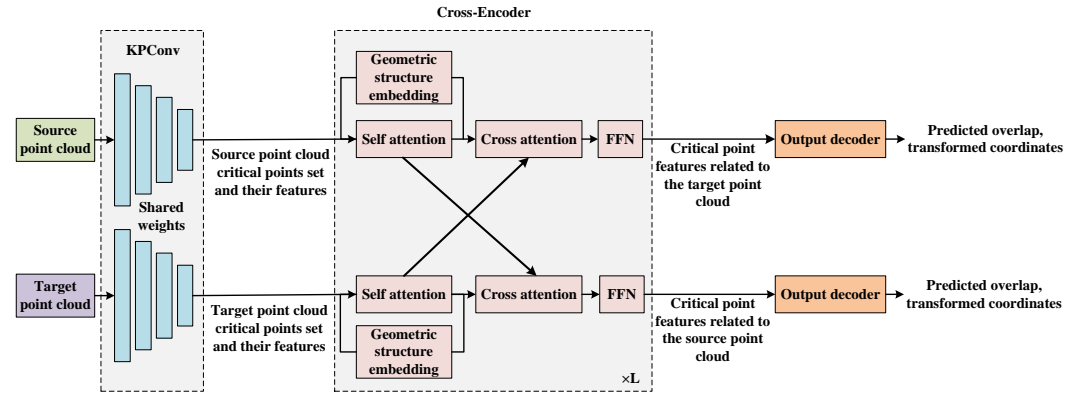 Cross-Encoder
KPConv
Geometric
structure
embedding
Source
point cloud
Self attention
Cross attention
FFN
Output decoder
Predicted overlap,
transformed coordinates
Source point cloud
critical points set
and their features
Critical point
features related to
the target point
cloud
Shared
weights
Target
point cloud
Self attention
Cross attention
FFN
Output decoder
Predicted overlap,
transformed coordinates
Target point cloud
critical points set
and their features
Critical point
features related to
the source point
cloud
Geometric
structure
embedding
×L